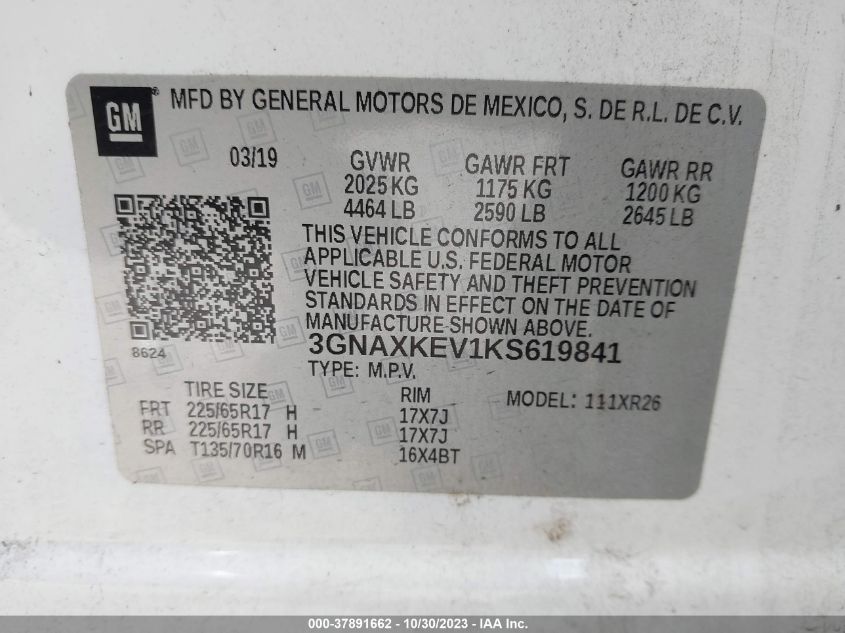 GM ® MFD BY GENERAL MOTORS DE MEXICO, S. DE R.L. DE C.V.
03/19 GVWR GAWR FRT GAWR RR
2025 KG 1175 KG 1200 KG
4464 LB 2590 LB 2645 LB
THIS VEHICLE CONFORMS TO ALL
APPLICABLE U.S. FEDERAL MOTOR
VEHICLE SAFETY AND THEFT PREVENTION
STANDARDS IN EFFECT ON THE DATE OF
MANUFACTURE SHOWN ABOVE.
8624
3GNAXKEV1KS619841
TYPE: M.P.V.
TIRE SIZE RIM MODEL: 111XR26
FRT 225/65R17 H 17X7J
RR 225/65R17 H 17X7J
SPA T135/70R16 M 16X4BT
000-37891662 - 10/30/2023 - IAA Inc.